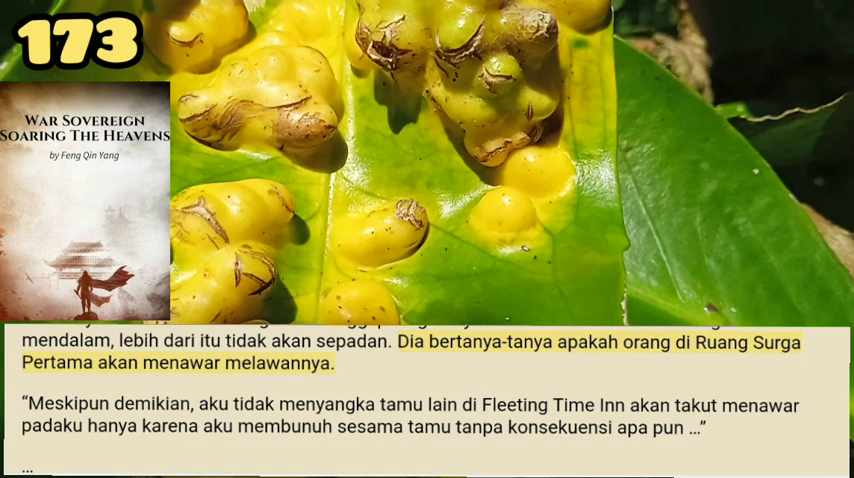 173
WAR SOVEREIGN
SOARING THE HEAVENS
by Feng Qin Yang
mendalam, lebih dari itu tidak akan sepadan. Dia bertanya-tanya apakah orang di Ruang Surga
Pertama akan menawar melawannya.
“Meskipun demikian, aku tidak menyangka tamu lain di Fleeting Time Inn akan takut menawar
padaku hanya karena aku membunuh sesama tamu tanpa konsekuensi apa pun ...”
...